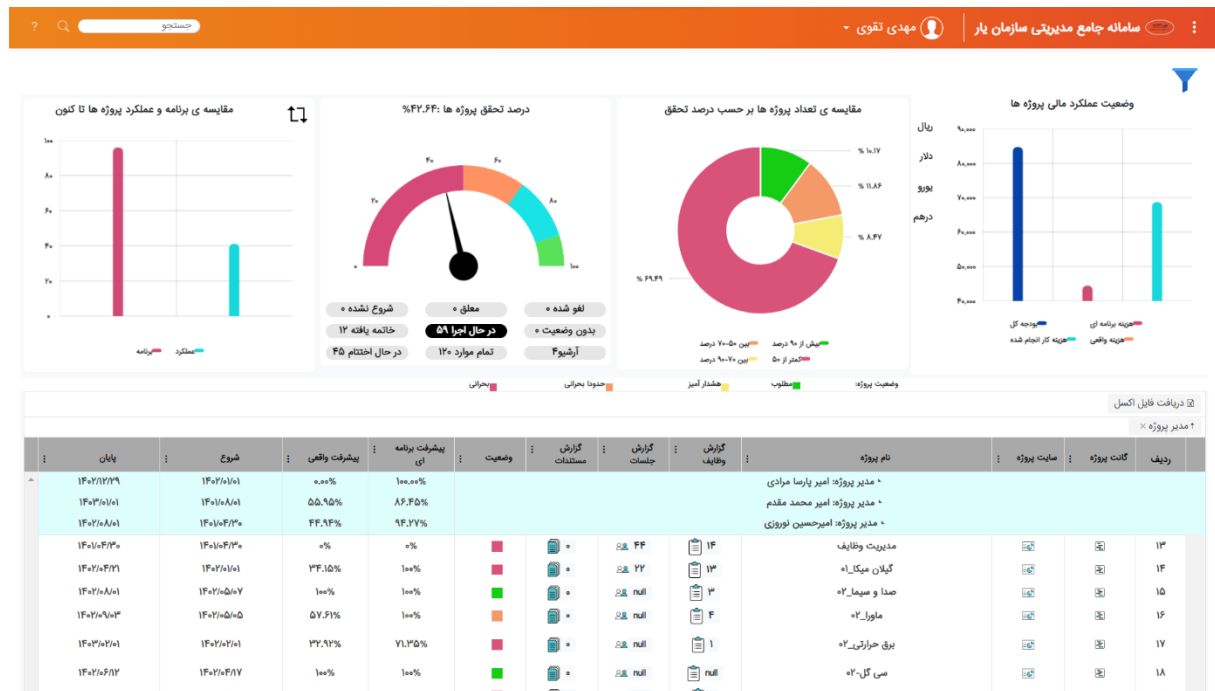 سامانه جامع مدیریتی سازمان یار
مهدی تقوی
جستجو
?
وضعیت عملکرد مالی پروژه ها
ریال
دلار
یورو
درهم
۹۰,۰۰۰
۸۰,۰۰۰
۷۰,۰۰۰
۶۰,۰۰۰
۵۰,۰۰۰
۴۰,۰۰۰
هزینه برنامه ای
بودجه کل
هزینه واقعی
هزینه کار انجام شده
مقایسه ی تعداد پروژه ها بر حسب درصد تحقق
% ۱۰.۱۷
% ۱۱.۸۶
% ۸.۴۷
% ۶۹.۴۹
بیش از ۹۰ درصد
بین ۵۰-۷۰ درصد
کمتر از ۵۰
بین ۷۰-۹۰ درصد
درصد تحقق پروژه ها :۴۲.۶۴%
۰
۲۰
۴۰
۶۰
۸۰
۱۰۰
لغو شده ۰
معلق ۰
شروع نشده ۰
بدون وضعیت ۰
در حال اجرا ۵۹
خاتمه یافته ۱۲
آرشیو۴
تمام موارد ۱۲۰
در حال اختتام ۴۵
مقایسه ی برنامه و عملکرد پروژه ها تا کنون
۱۰۰
۸۰
۶۰
۴۰
۲۰
۰
عملکرد
برنامه
وضعیت پروژه:
مطلوب
هشدار آمیز
حدودا بحرانی
بحرانی
دریافت فایل اکسل
↑ مدیر پروژه ×
ردیف گانت پروژه سایت پروژه نام پروژه گزارش وظایف گزارش جلسات گزارش مستندات وضعیت پیشرفت برنامه ای پیشرفت واقعی شروع پایان
مدیر پروژه: امیر پارسا مرادی ۱۰۰.۰۰% ۰.۰۰% ۱۴۰۲/۰۱/۰۱ ۱۴۰۲/۱۲/۲۹
مدیر پروژه: امیر محمد مقدم ۸۶.۴۵% ۵۵.۹۵% ۱۴۰۱/۰۸/۰۱ ۱۴۰۳/۰۱/۰۱
مدیر پروژه: امیرحسین نوروزی ۹۴.۲۷% ۴۴.۹۴% ۱۴۰۱/۰۴/۳۰ ۱۴۰۲/۰۸/۰۱
۱۳ مدیریت وظایف ۱۴ ۴۴ ۰ ۰% ۰% ۱۴۰۱/۰۴/۳۰ ۱۴۰۱/۰۴/۳۰
۱۴ گیلان میکا_۰۱ ۱۳ ۲۲ ۰ ۱۰۰% ۳۴.۱۵% ۱۴۰۲/۰۱/۰۱ ۱۴۰۲/۰۴/۲۱
۱۵ صدا و سیما_۰۲ ۳ null ۰ ۱۰۰% ۱۰۰% ۱۴۰۲/۰۵/۰۷ ۱۴۰۲/۰۸/۰۱
۱۶ ماورا_۰۲ ۴ null ۰ ۱۰۰% ۵۷.۶۱% ۱۴۰۲/۰۵/۰۵ ۱۴۰۲/۰۹/۰۳
۱۷ برق حرارتی_۰۲ ۱ null ۰ ۷۱.۳۵% ۳۲.۹۲% ۱۴۰۲/۰۲/۰۱ ۱۴۰۳/۰۲/۰۱
۱۸ سی گل-۰۲ null null ۰ ۱۰۰% ۱۰۰% ۱۴۰۲/۰۴/۱۷ ۱۴۰۲/۰۶/۱۲